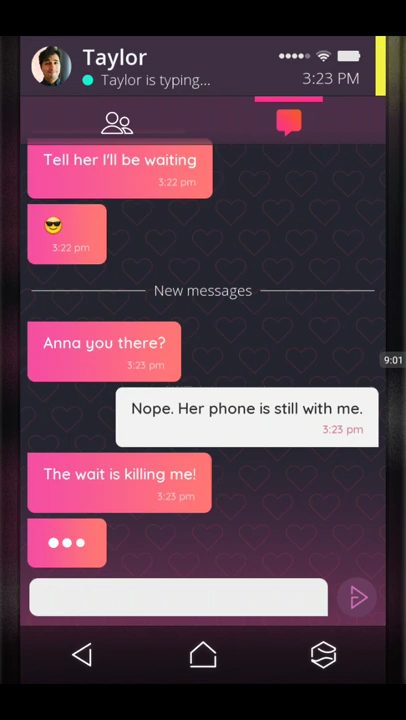 Taylor
Taylor is typing...
3:23 PM
Tell her I'll be waiting
3:22 pm
😎
3:22 pm
New messages
Anna you there?
3:23 pm
9:01
Nope. Her phone is still with me.
3:23 pm
The wait is killing me!
3:23 pm